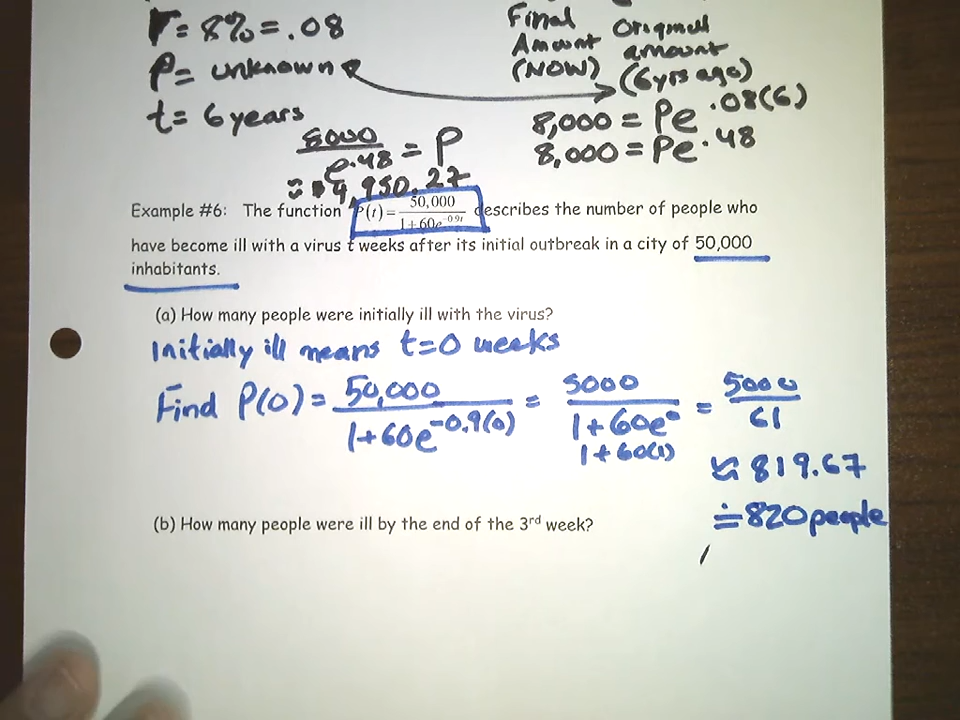 r = 8% = .08
P = unknown
t = 6 years
Final Amount (NOW)
Original amount (6yrs ago)
8,000 = Pe^.08(6)
8,000 = Pe^.48
8000/e^.48 = P
≈ $4,950.27
Example #6: The function P(t) = 50,000/(1+60e^-0.9t) describes the number of people who
have become ill with a virus t weeks after its initial outbreak in a city of 50,000
inhabitants.
(a) How many people were initially ill with the virus?
Initially ill means t=0 weeks
Find P(0) = 50,000/(1+60e^-0.9(0)) = 5000/(1+60e^0) = 5000/61
1+60(1)
≈ 819.67
≐ 820 people
(b) How many people were ill by the end of the 3rd week?